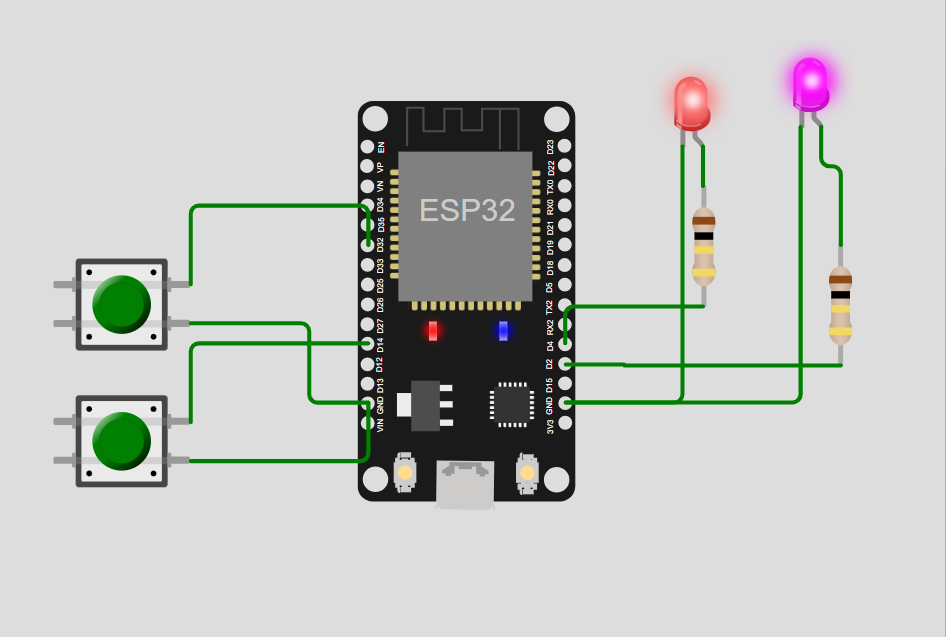 ESP32
EN
VP
VN
D34
D35
D32
D33
D25
D26
D27
D14
D12
D13
GND
VIN
D23
D22
TX0
RX0
D21
D19
D18
D5
TX2
RX2
D4
D2
D15
GND
3V3